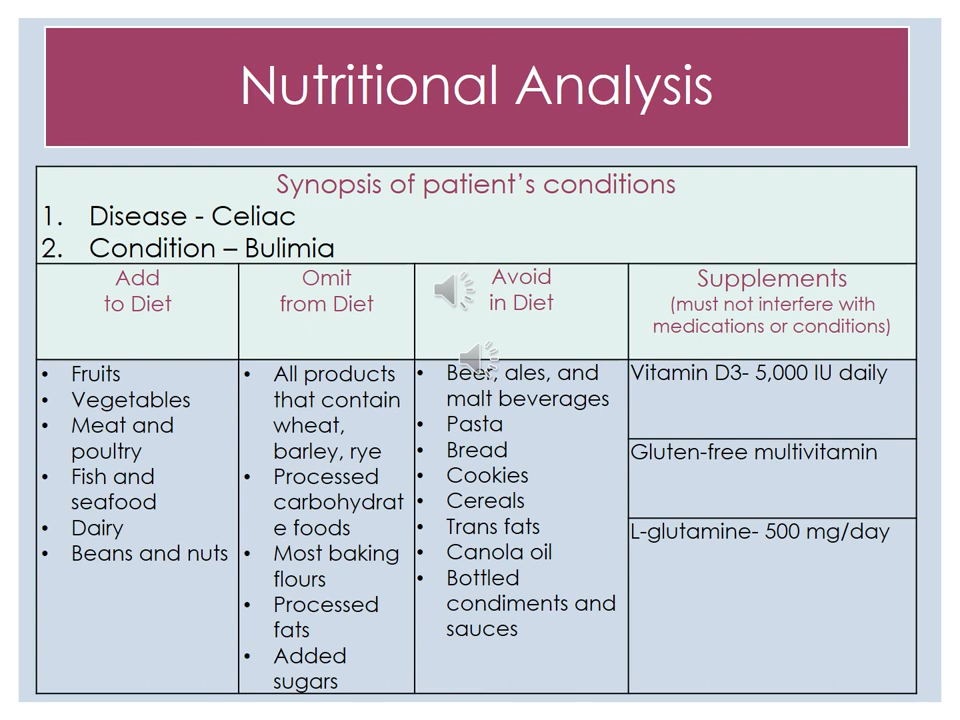 Nutritional Analysis
Synopsis of patient's conditions
1. Disease - Celiac
2. Condition – Bulimia
Add
to Diet
Omit
from Diet
Avoid
in Diet
Supplements
(must not interfere with
medications or conditions)
• Fruits
• Vegetables
• Meat and
poultry
• Fish and
seafood
• Dairy
• Beans and nuts
• All products
that contain
wheat,
barley, rye
• Processed
carbohydrat
e foods
• Most baking
flours
• Processed
fats
• Added
sugars
• Beer, ales, and
malt beverages
• Pasta
• Bread
• Cookies
• Cereals
• Trans fats
• Canola oil
• Bottled
condiments and
sauces
Vitamin D3- 5,000 IU daily
Gluten-free multivitamin
L-glutamine- 500 mg/day